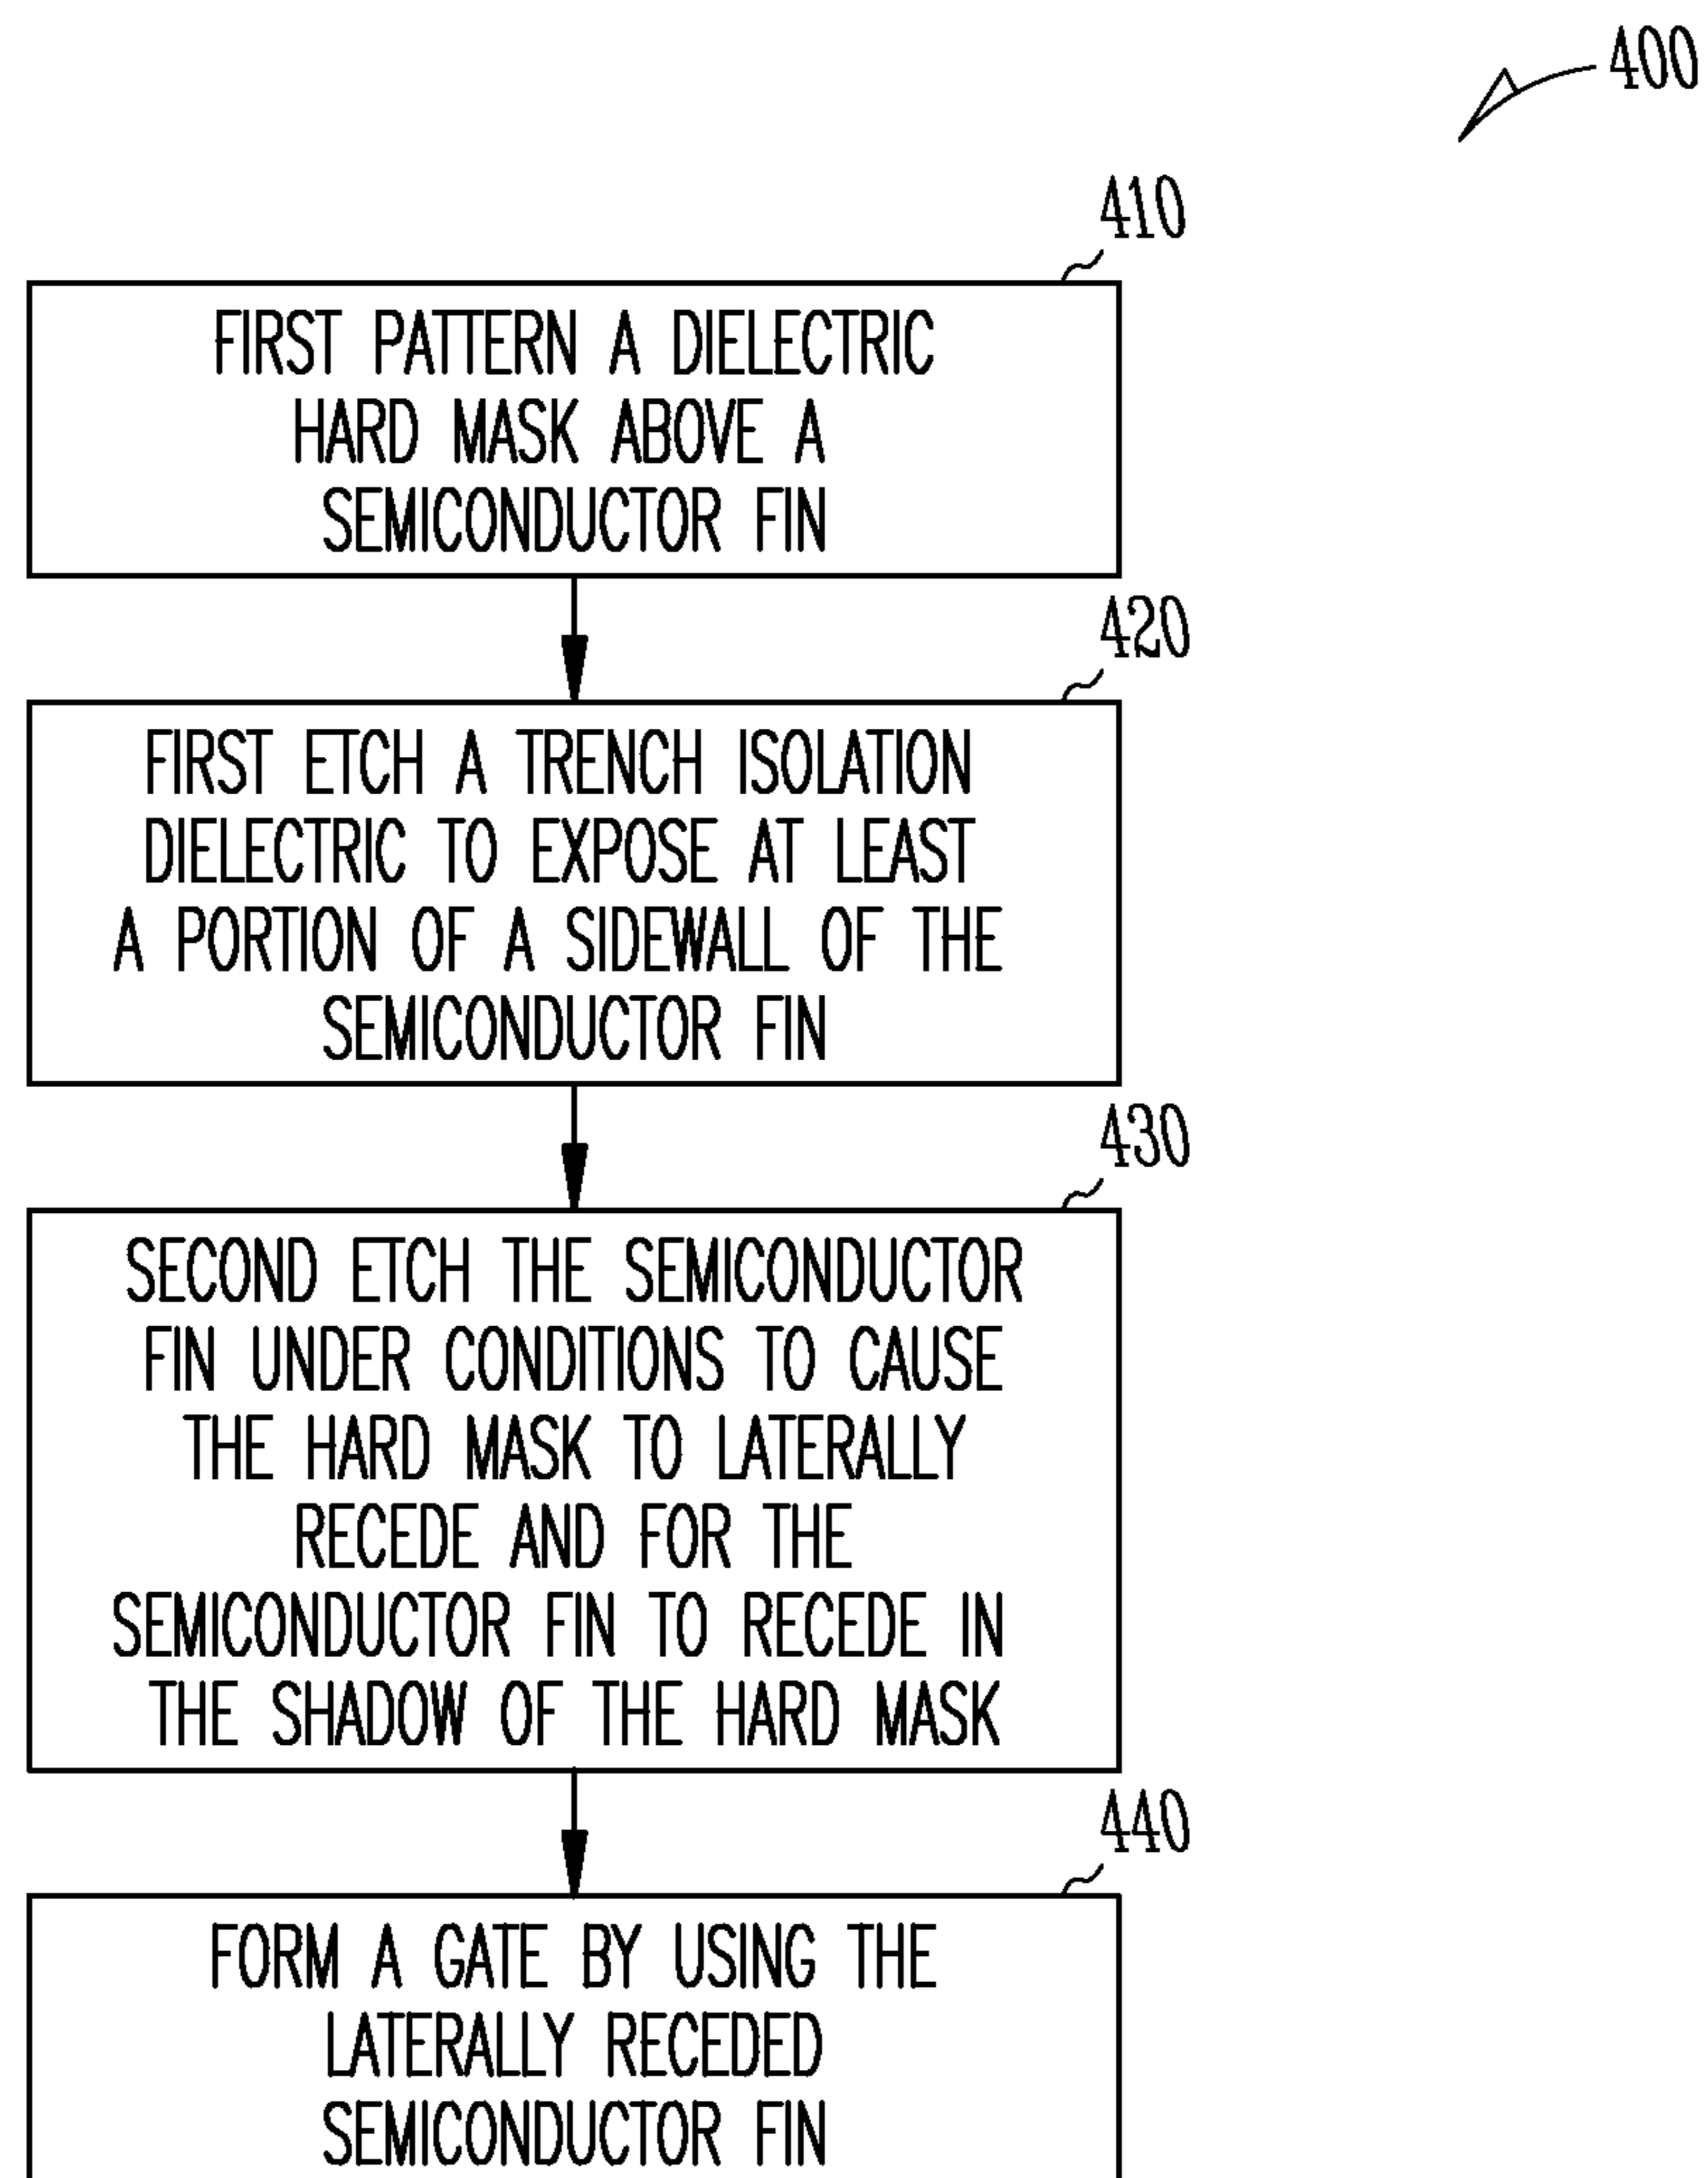 400
410
FIRST PATTERN A DIELECTRIC
HARD MASK ABOVE A
SEMICONDUCTOR FIN
420
FIRST ETCH A TRENCH ISOLATION
DIELECTRIC TO EXPOSE AT LEAST
A PORTION OF A SIDEWALL OF THE
SEMICONDUCTOR FIN
430
SECOND ETCH THE SEMICONDUCTOR
FIN UNDER CONDITIONS TO CAUSE
THE HARD MASK TO LATERALLY
RECEDE AND FOR THE
SEMICONDUCTOR FIN TO RECEDE IN
THE SHADOW OF THE HARD MASK
440
FORM A GATE BY USING THE
LATERALLY RECEDED
SEMICONDUCTOR FIN